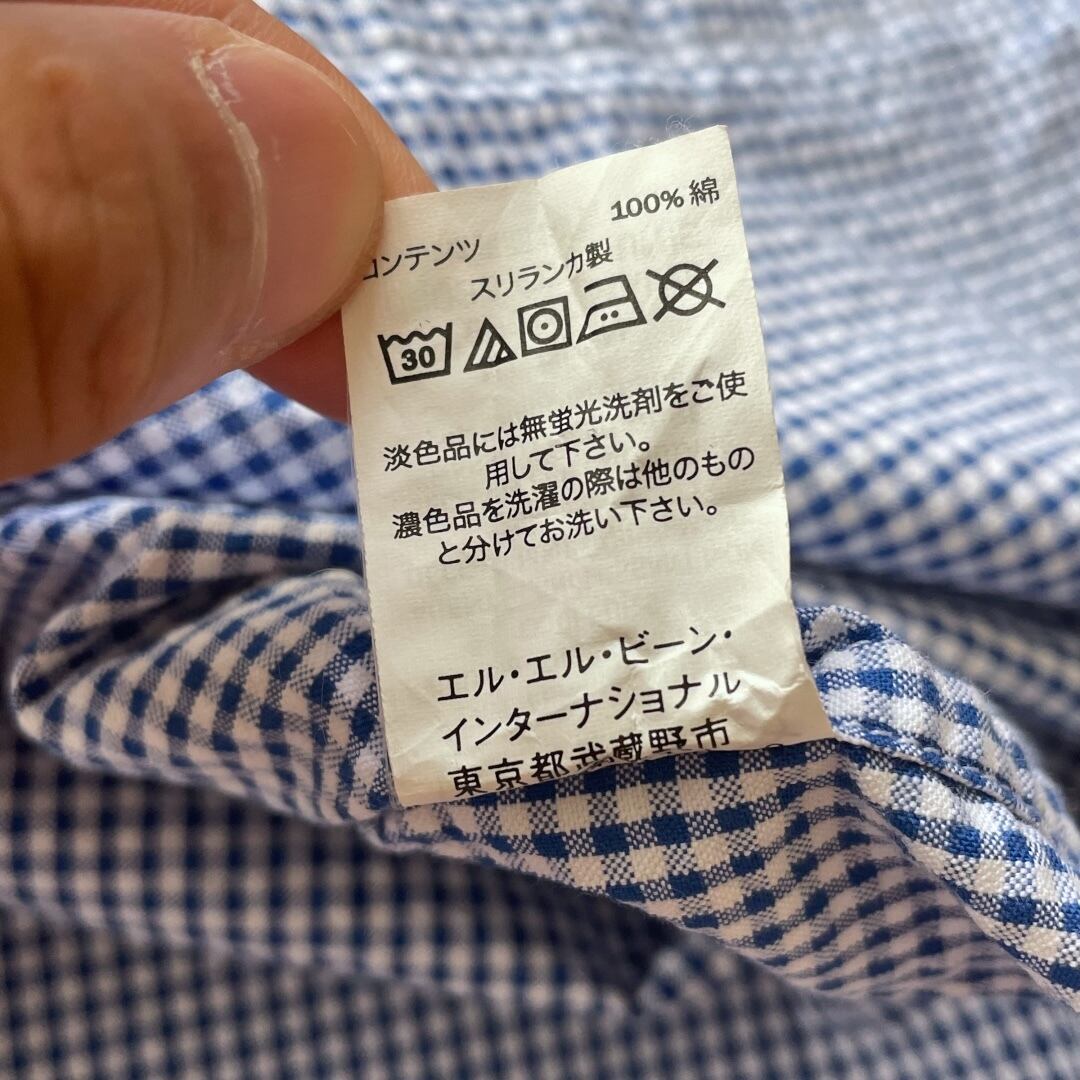 100% 綿
コンテンツ
スリランカ製
30
淡色品には無蛍光洗剤をご使
用して下さい。
濃色品を洗濯の際は他のもの
と分けてお洗い下さい。
エル・エル・ビーン・
インターナショナル
東京都武蔵野市